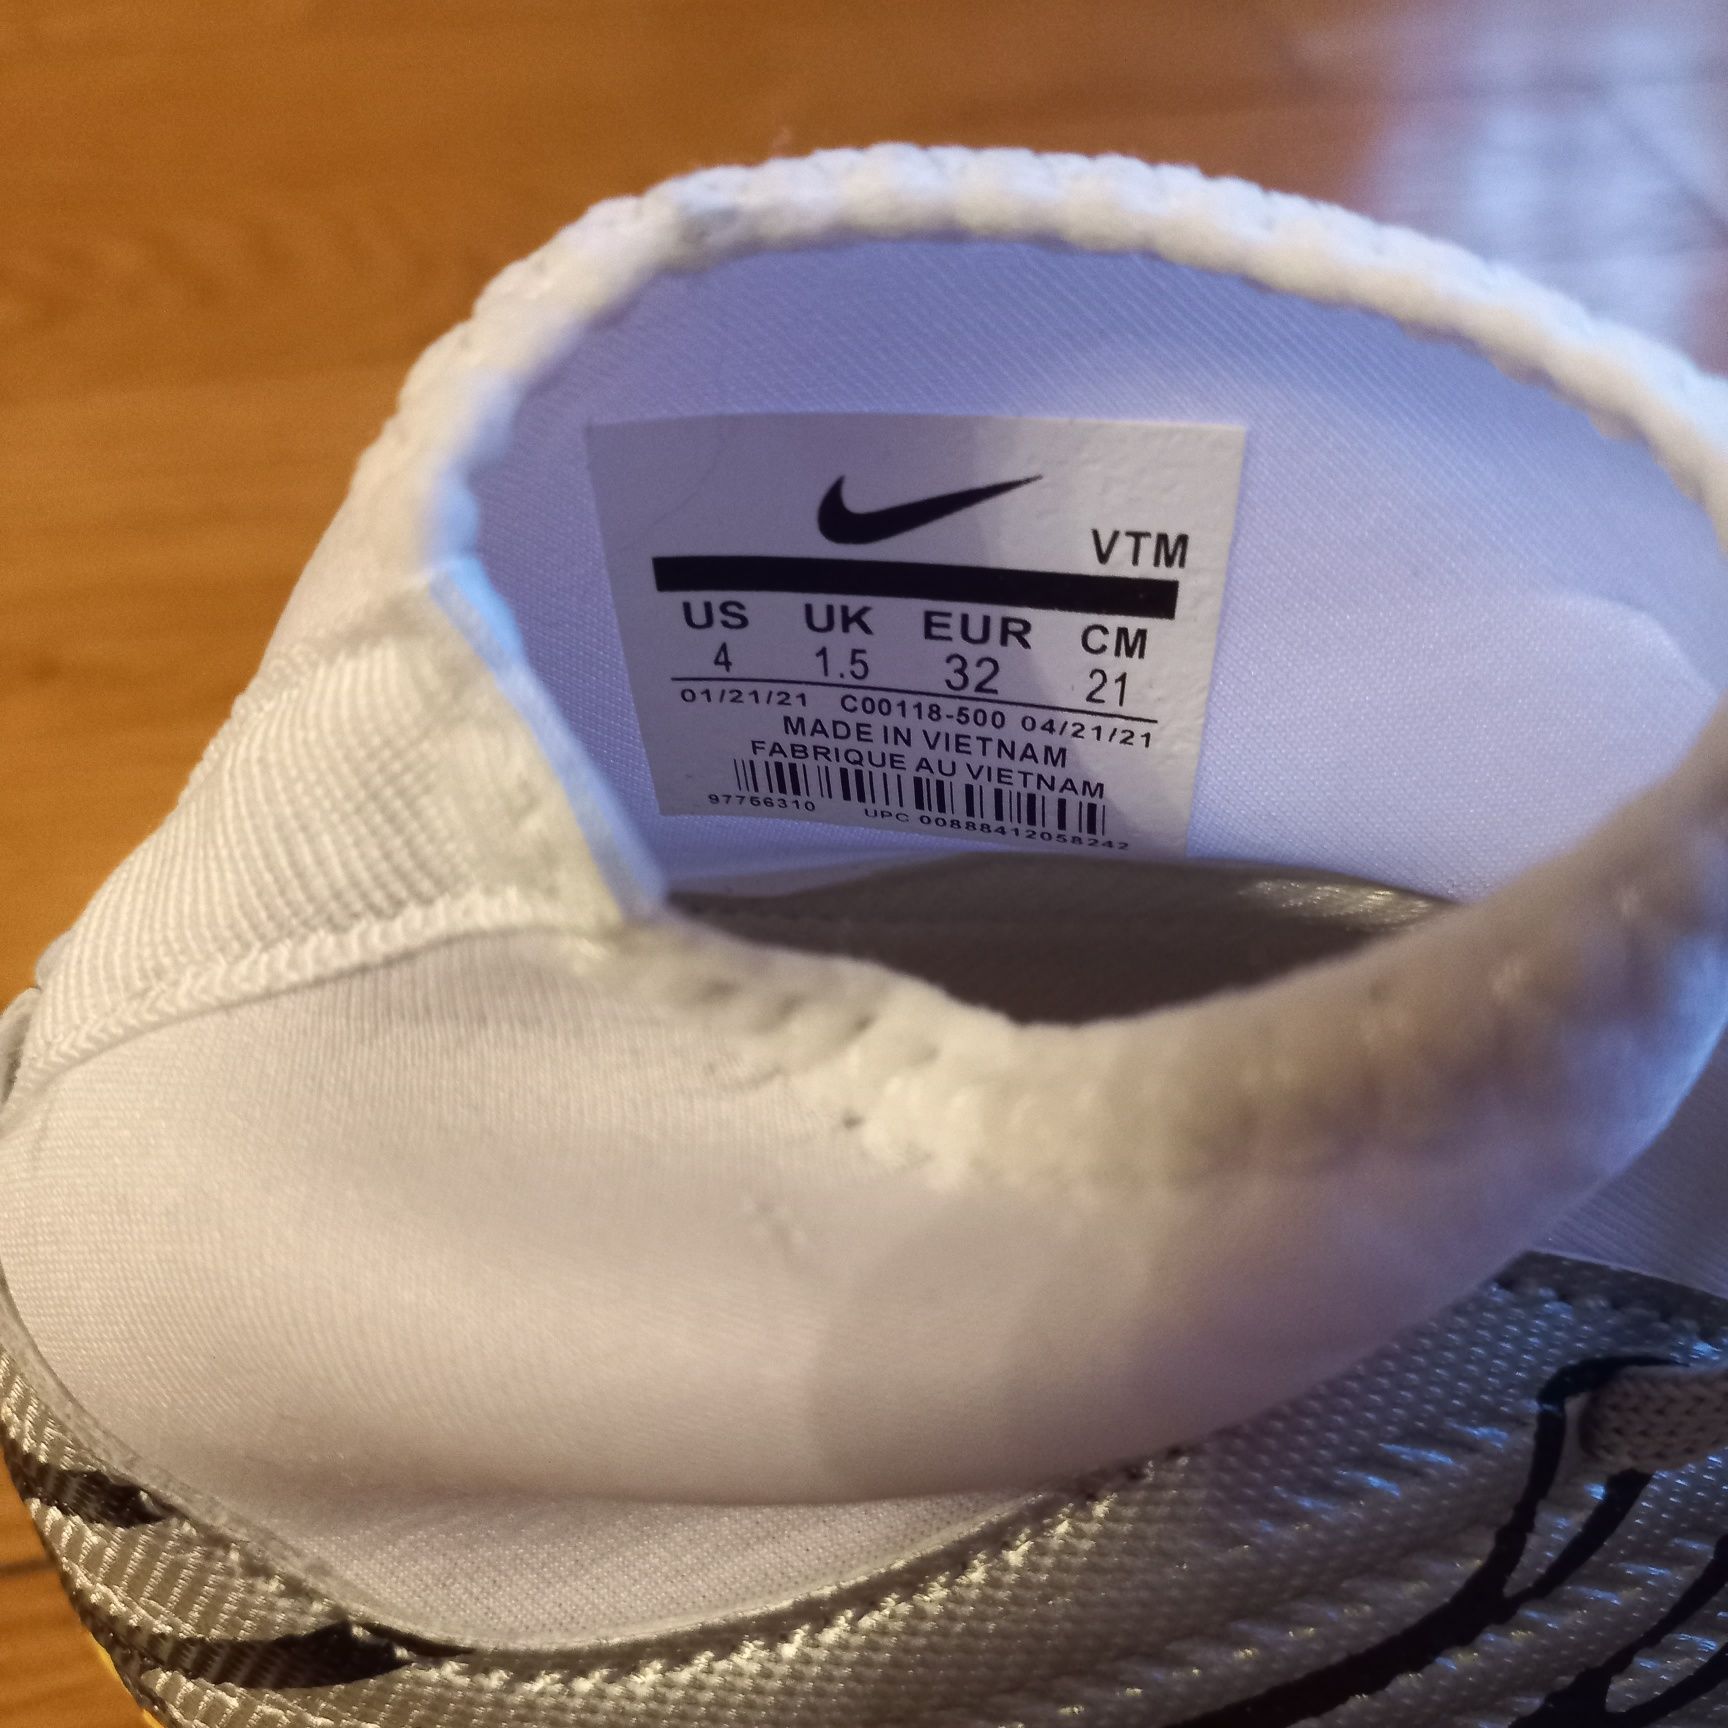 VTM
US UK EUR CM
4 1.5 32 21
01/21/21 C00118-500 04/21/21
MADE IN VIETNAM
FABRIQUE AU VIETNAM
97756310 UPC 00888412058242